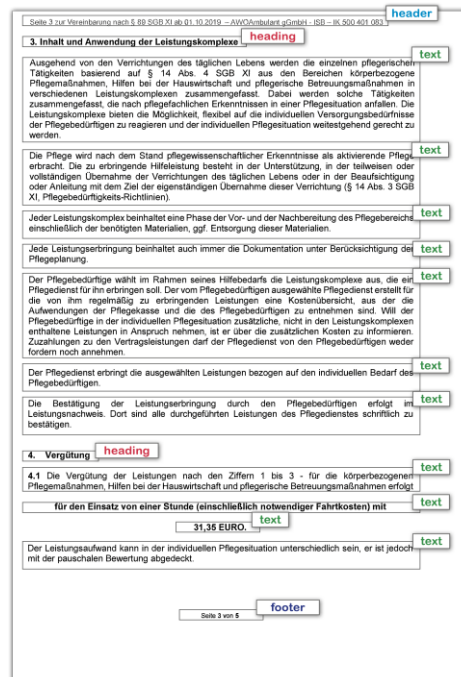 Seite 3 zur Vereinbarung nach § 89 SGB XI ab 01.10.2019 – AWOAmbulant gGmbH - ISB – IK 500 401 083
header
3. Inhalt und Anwendung der Leistungskomplexe
heading
text
Ausgehend von den Verrichtungen des täglichen Lebens werden die einzelnen pflegerischen
Tätigkeiten basierend auf § 14 Abs. 4 SGB XI aus den Bereichen körperbezogene
Pflegemaßnahmen, Hilfen bei der Hauswirtschaft und pflegerische Betreuungsmaßnahmen in
verschiedenen Leistungskomplexen zusammengefasst. Dabei werden solche Tätigkeiten
zusammengefasst, die nach pflegefachlichen Erkenntnissen in einer Pflegesituation anfallen. Die
Leistungskomplexe bieten die Möglichkeit, flexibel auf die individuellen Versorgungsbedürfnisse
der Pflegebedürftigen zu reagieren und der individuellen Pflegesituation weitestgehend gerecht zu
werden.
text
Die Pflege wird nach dem Stand pflegewissenschaftlicher Erkenntnisse als aktivierende Pflege
erbracht. Die zu erbringende Hilfeleistung besteht in der Unterstützung, in der teilweisen oder
vollständigen Übernahme der Verrichtungen des täglichen Lebens oder in der Beaufsichtigung
oder Anleitung mit dem Ziel der eigenständigen Übernahme dieser Verrichtung (§ 14 Abs. 3 SGB
XI, Pflegebedürftigkeits-Richtlinien).
text
Jeder Leistungskomplex beinhaltet eine Phase der Vor- und der Nachbereitung des Pflegebereichs
einschließlich der benötigten Materialien, ggf. Entsorgung dieser Materialien.
text
Jede Leistungserbringung beinhaltet auch immer die Dokumentation unter Berücksichtigung der
Pflegeplanung.
text
Der Pflegebedürftige wählt im Rahmen seines Hilfebedarfs die Leistungskomplexe aus, die ein
Pflegedienst für ihn erbringen soll. Der vom Pflegebedürftigen ausgewählte Pflegedienst erstellt für
die von ihm regelmäßig zu erbringenden Leistungen eine Kostenübersicht, aus der die
Aufwendungen der Pflegekasse und die des Pflegebedürftigen zu entnehmen sind. Will der
Pflegebedürftige in der individuellen Pflegesituation zusätzliche, nicht in den Leistungskomplexen
enthaltene Leistungen in Anspruch nehmen, ist er über die zusätzlichen Kosten zu informieren.
Zuzahlungen zu den Vertragsleistungen darf der Pflegedienst von den Pflegebedürftigen weder
fordern noch annehmen.
text
Der Pflegedienst erbringt die ausgewählten Leistungen bezogen auf den individuellen Bedarf des
Pflegebedürftigen.
text
Die Bestätigung der Leistungserbringung durch den Pflegebedürftigen erfolgt im
Leistungsnachweis. Dort sind alle durchgeführten Leistungen des Pflegedienstes schriftlich zu
bestätigen.
4. Vergütung
heading
text
4.1 Die Vergütung der Leistungen nach den Ziffern 1 bis 3 - für die körperbezogenen
Pflegemaßnahmen, Hilfen bei der Hauswirtschaft und pflegerische Betreuungsmaßnahmen erfolgt
text
für den Einsatz von einer Stunde (einschließlich notwendiger Fahrtkosten) mit
text
31,35 EURO.
text
Der Leistungsaufwand kann in der individuellen Pflegesituation unterschiedlich sein, er ist jedoch
mit der pauschalen Bewertung abgedeckt.
footer
Seite 3 von 5